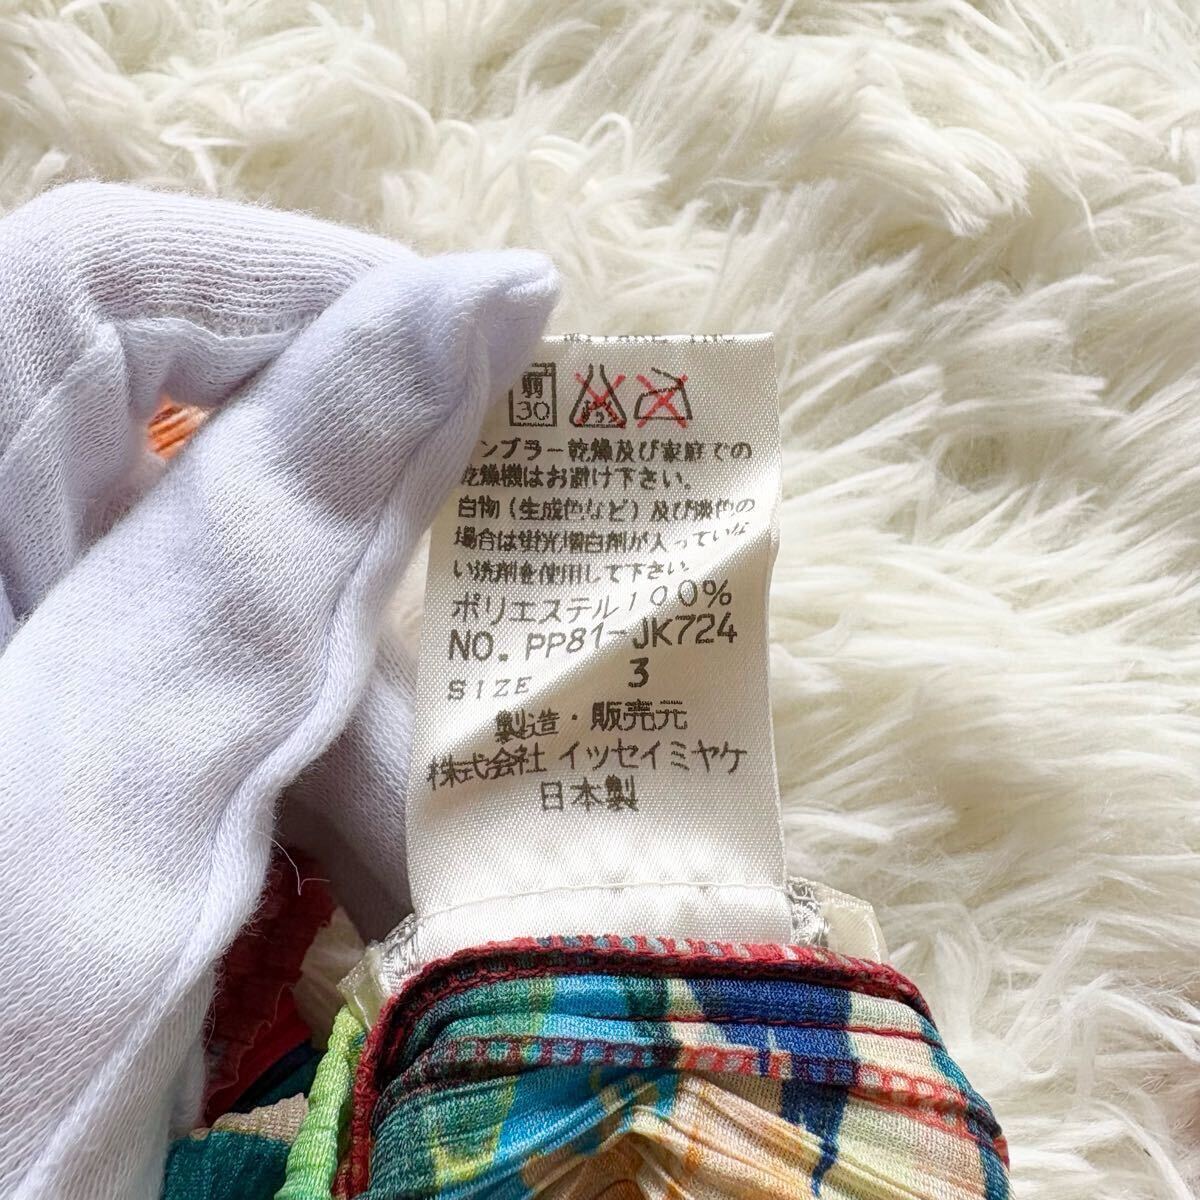 弱
30
ドライ
ンブラー乾燥及び家庭での
乾燥機はお避け下さい。
白物(生成色など)及び淡色の
場合は蛍光増白剤が入っていな
い洗剤を使用して下さい。
ポリエステル100%
NO. PP81-JK724
SIZE 3
製造・販売元
株式会社 イッセイミヤケ
日本製